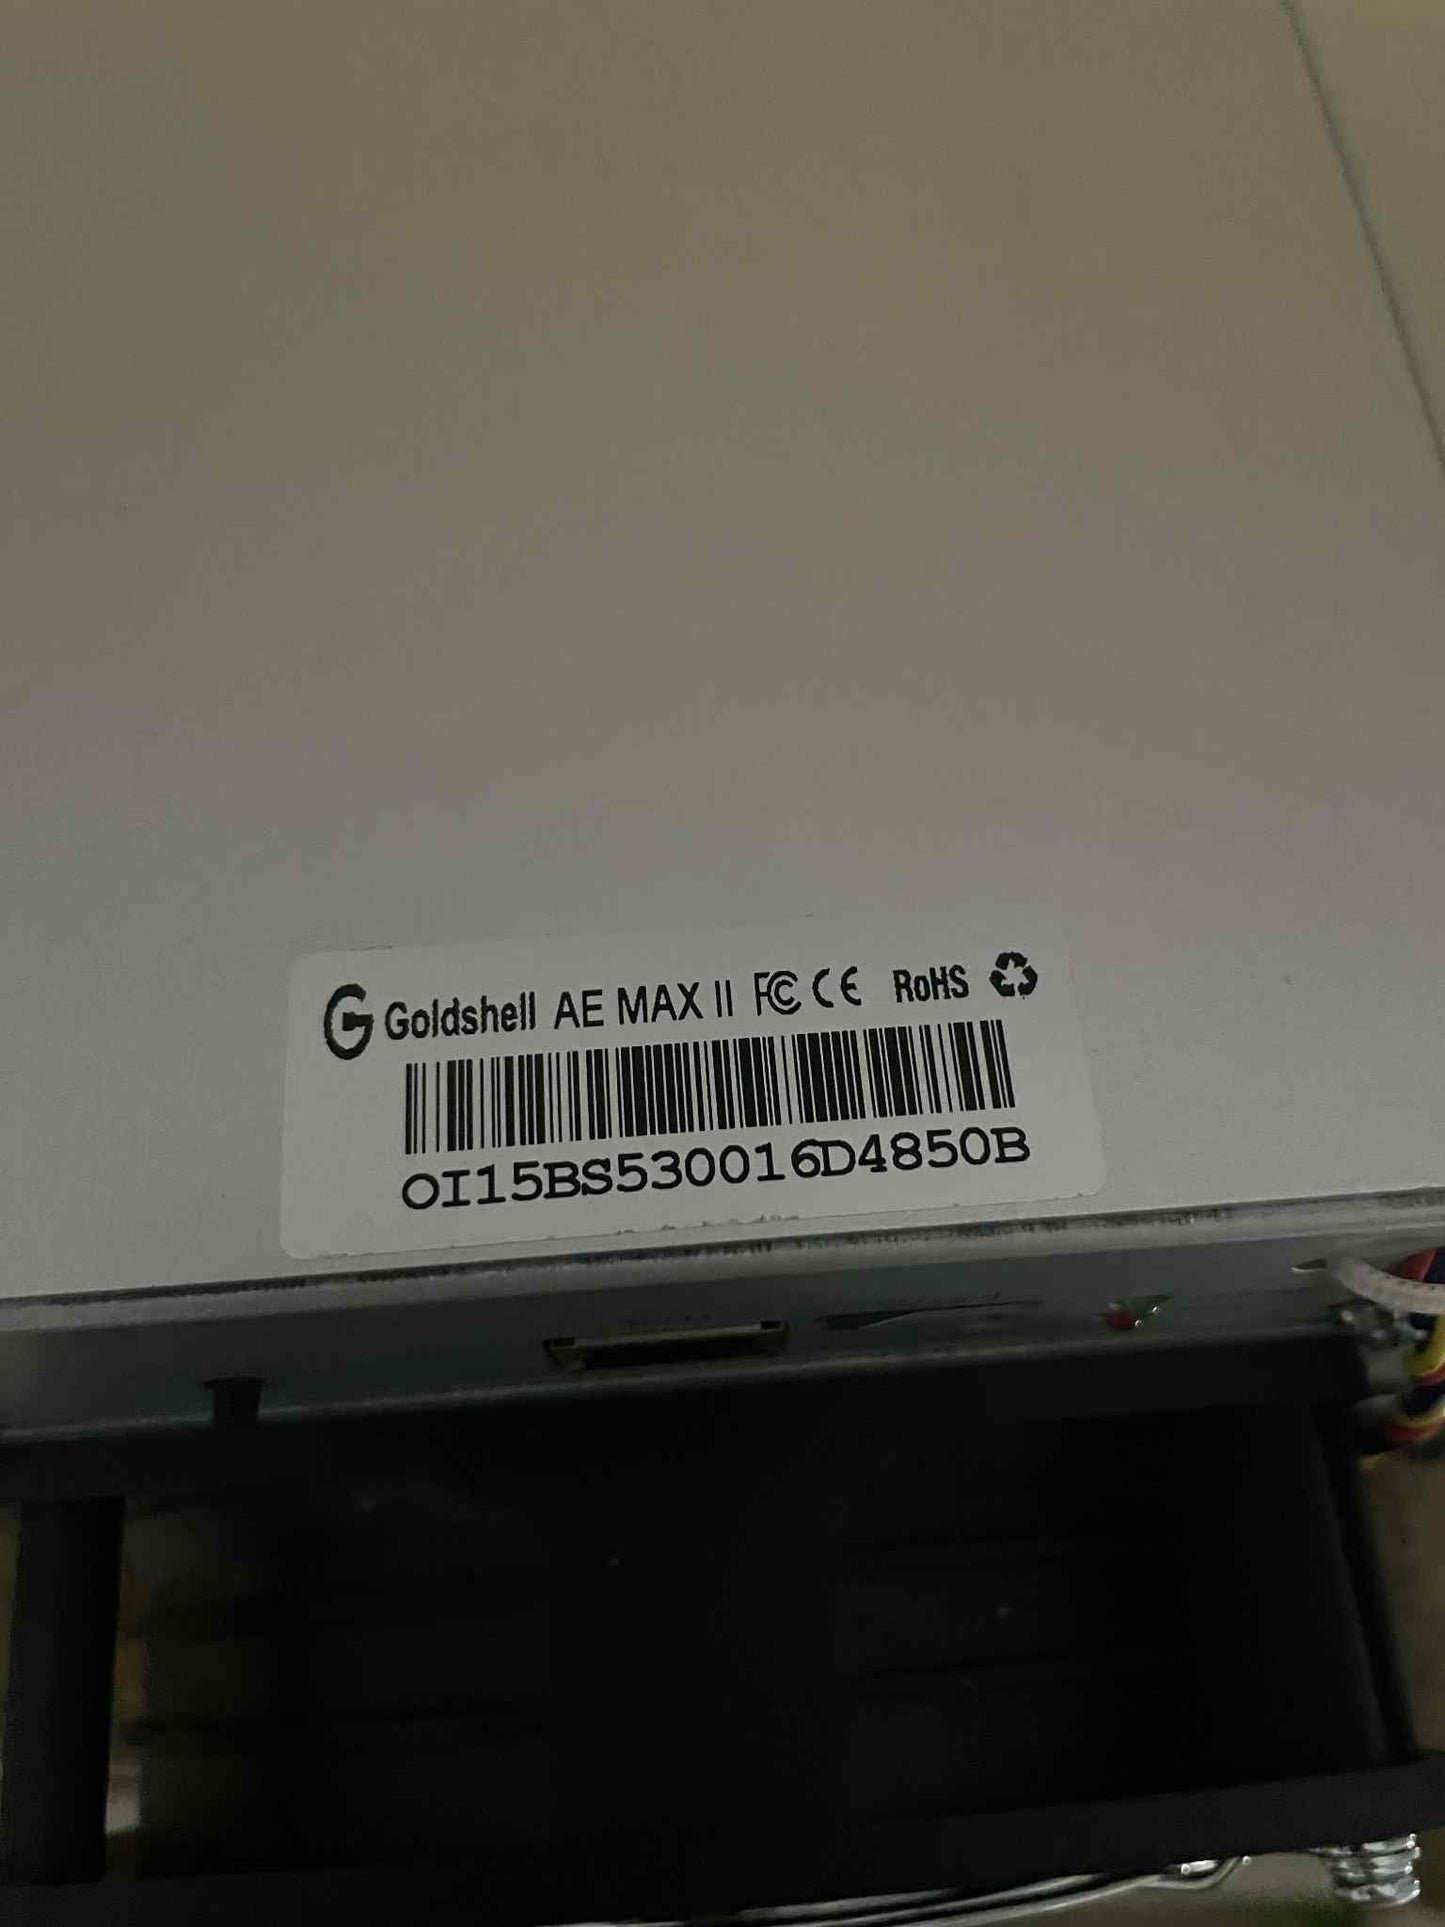 Goldshell AE MAX II FC CE RoHS
OI15BS530016D4850B